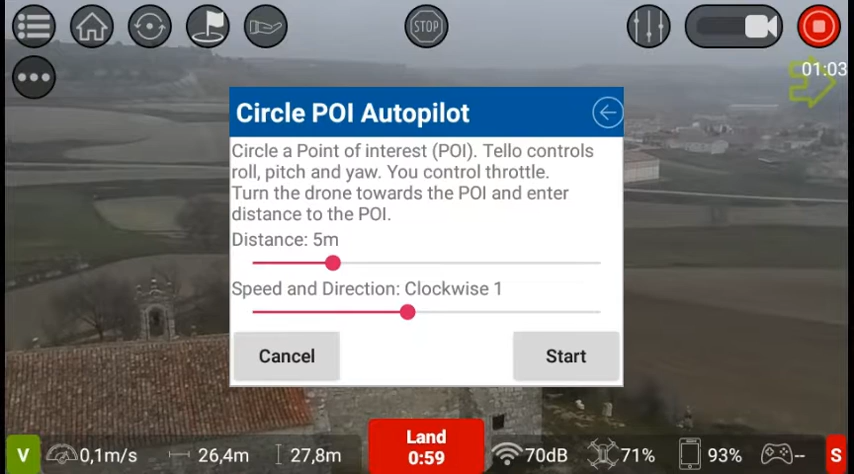 STOP
01:03
Circle POI Autopilot
Circle a Point of interest (POI). Tello controls
roll, pitch and yaw. You control throttle.
Turn the drone towards the POI and enter
distance to the POI.
Distance: 5m
Speed and Direction: Clockwise 1
Cancel
Start
V
0,1m/s
26,4m
27,8m
Land
0:59
70dB
71%
93%
--
S